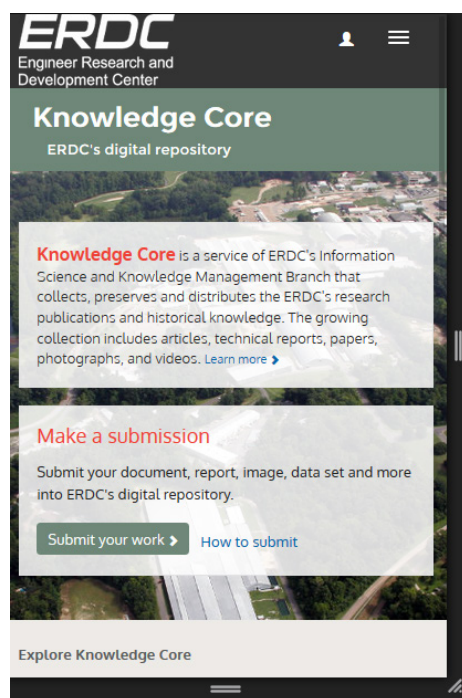 ERDC
Engineer Research and
Development Center
Knowledge Core
ERDC's digital repository
Knowledge Core is a service of ERDC's Information
Science and Knowledge Management Branch that
collects, preserves and distributes the ERDC's research
publications and historical knowledge. The growing
collection includes articles, technical reports, papers,
photographs, and videos. Learn more
Make a submission
Submit your document, report, image, data set and more
into ERDC's digital repository.
Submit your work
How to submit
Explore Knowledge Core